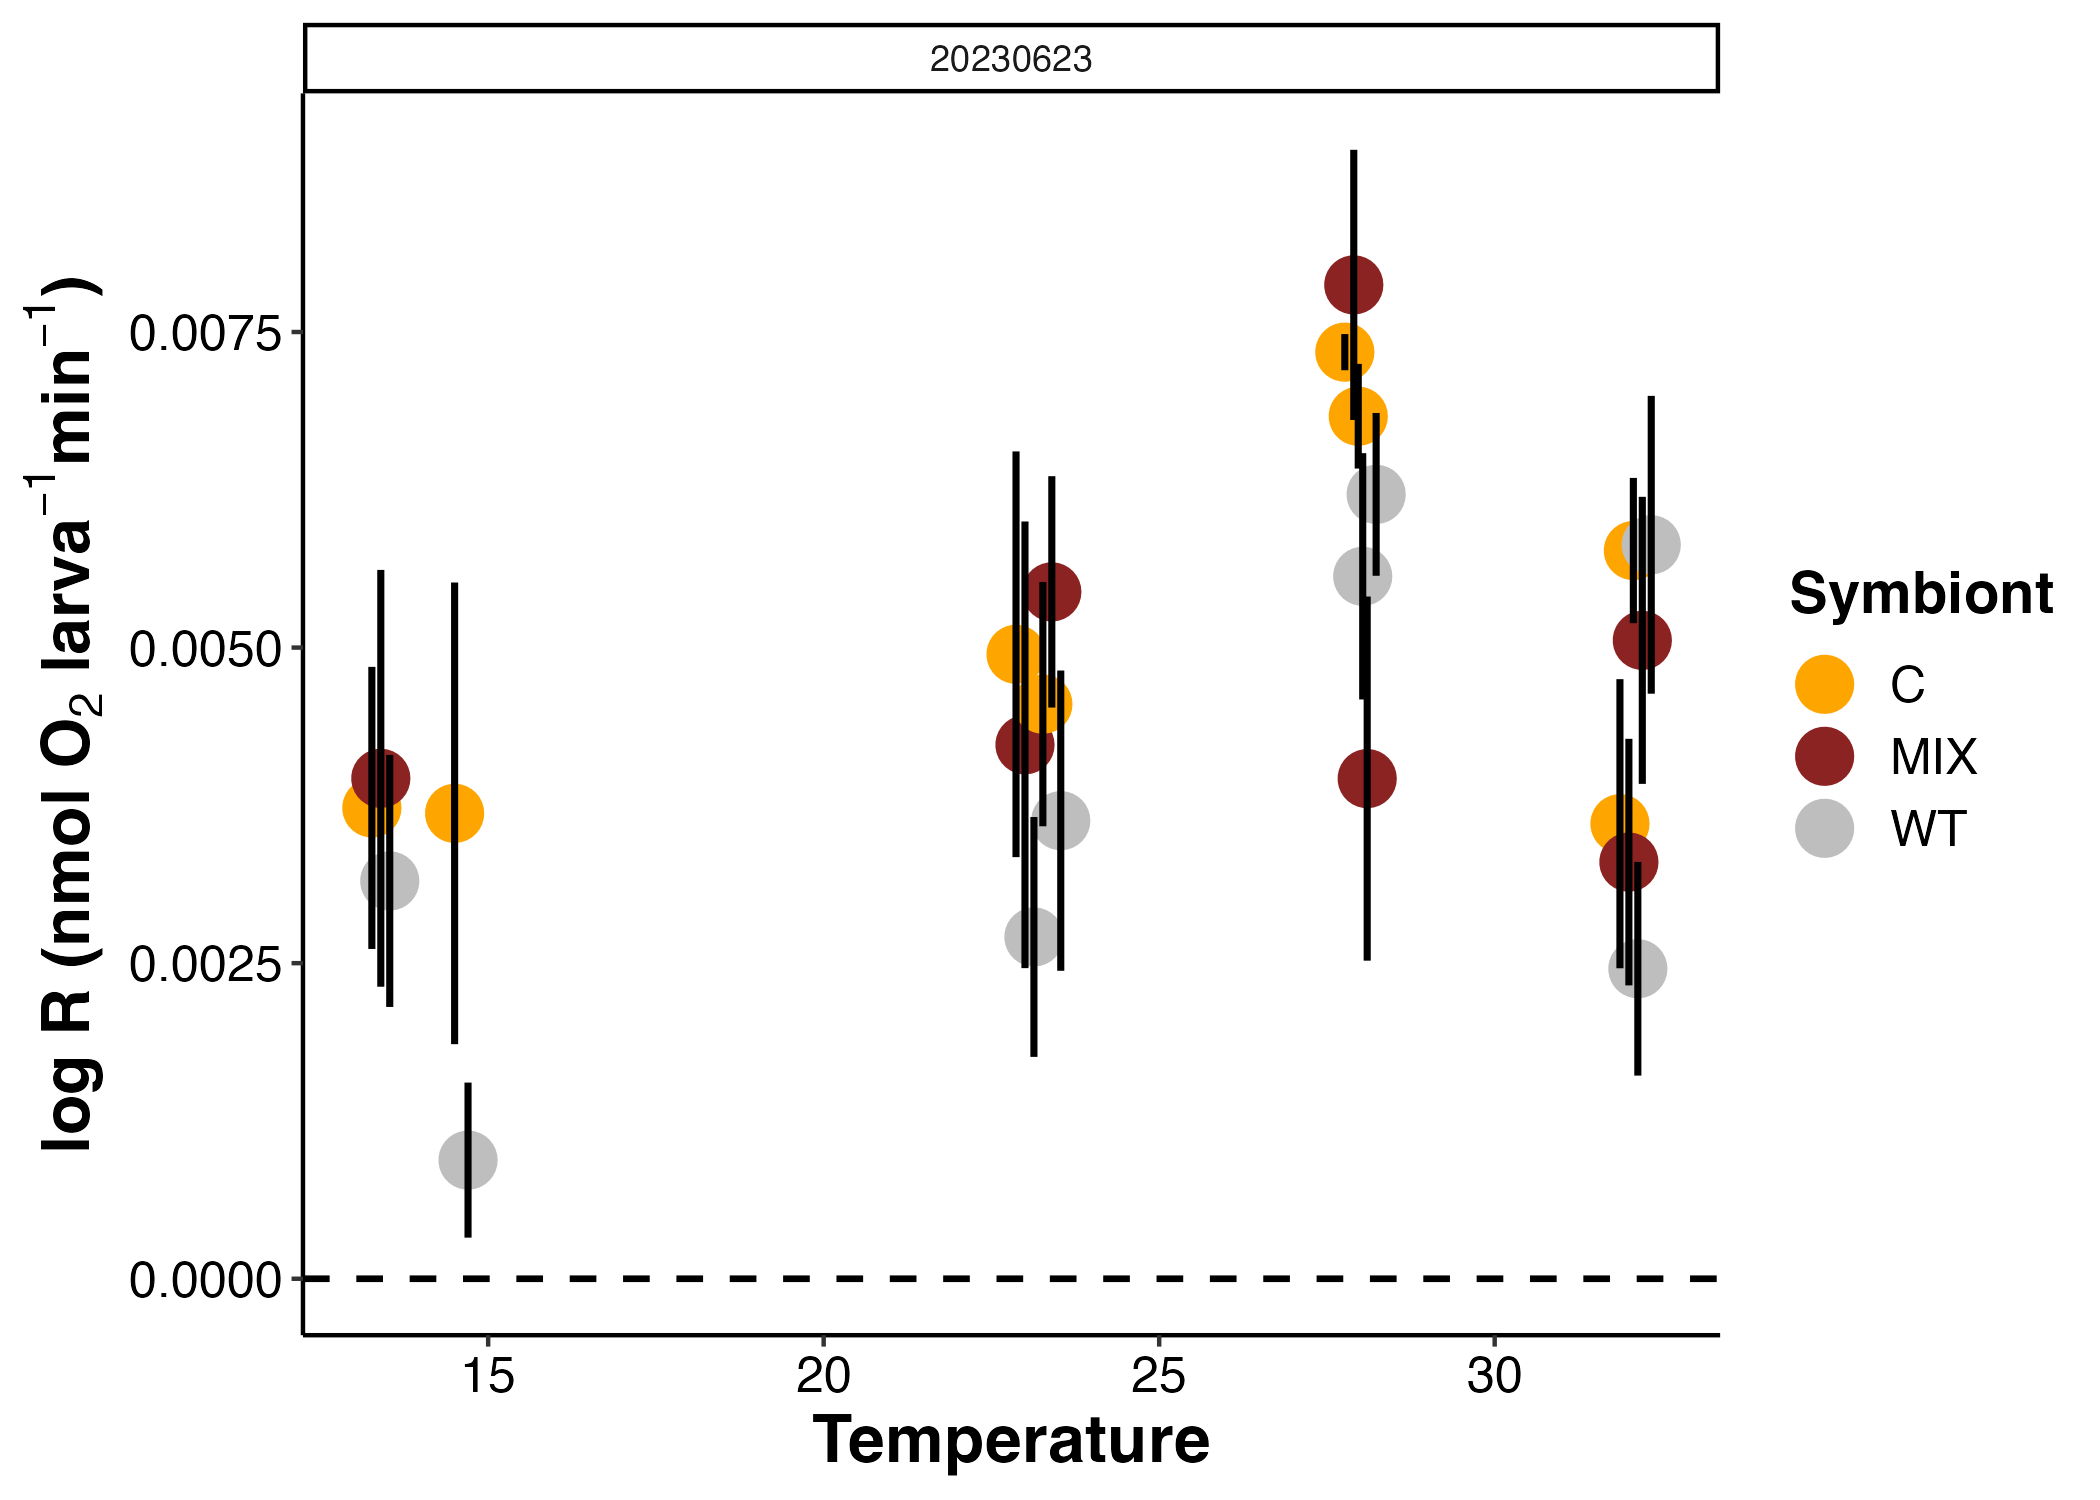 20230623
log R (nmol O₂ larva⁻¹min⁻¹)
0.0075
0.0050
0.0025
0.0000
15 20 25 30
Temperature
Symbiont
C
MIX
WT